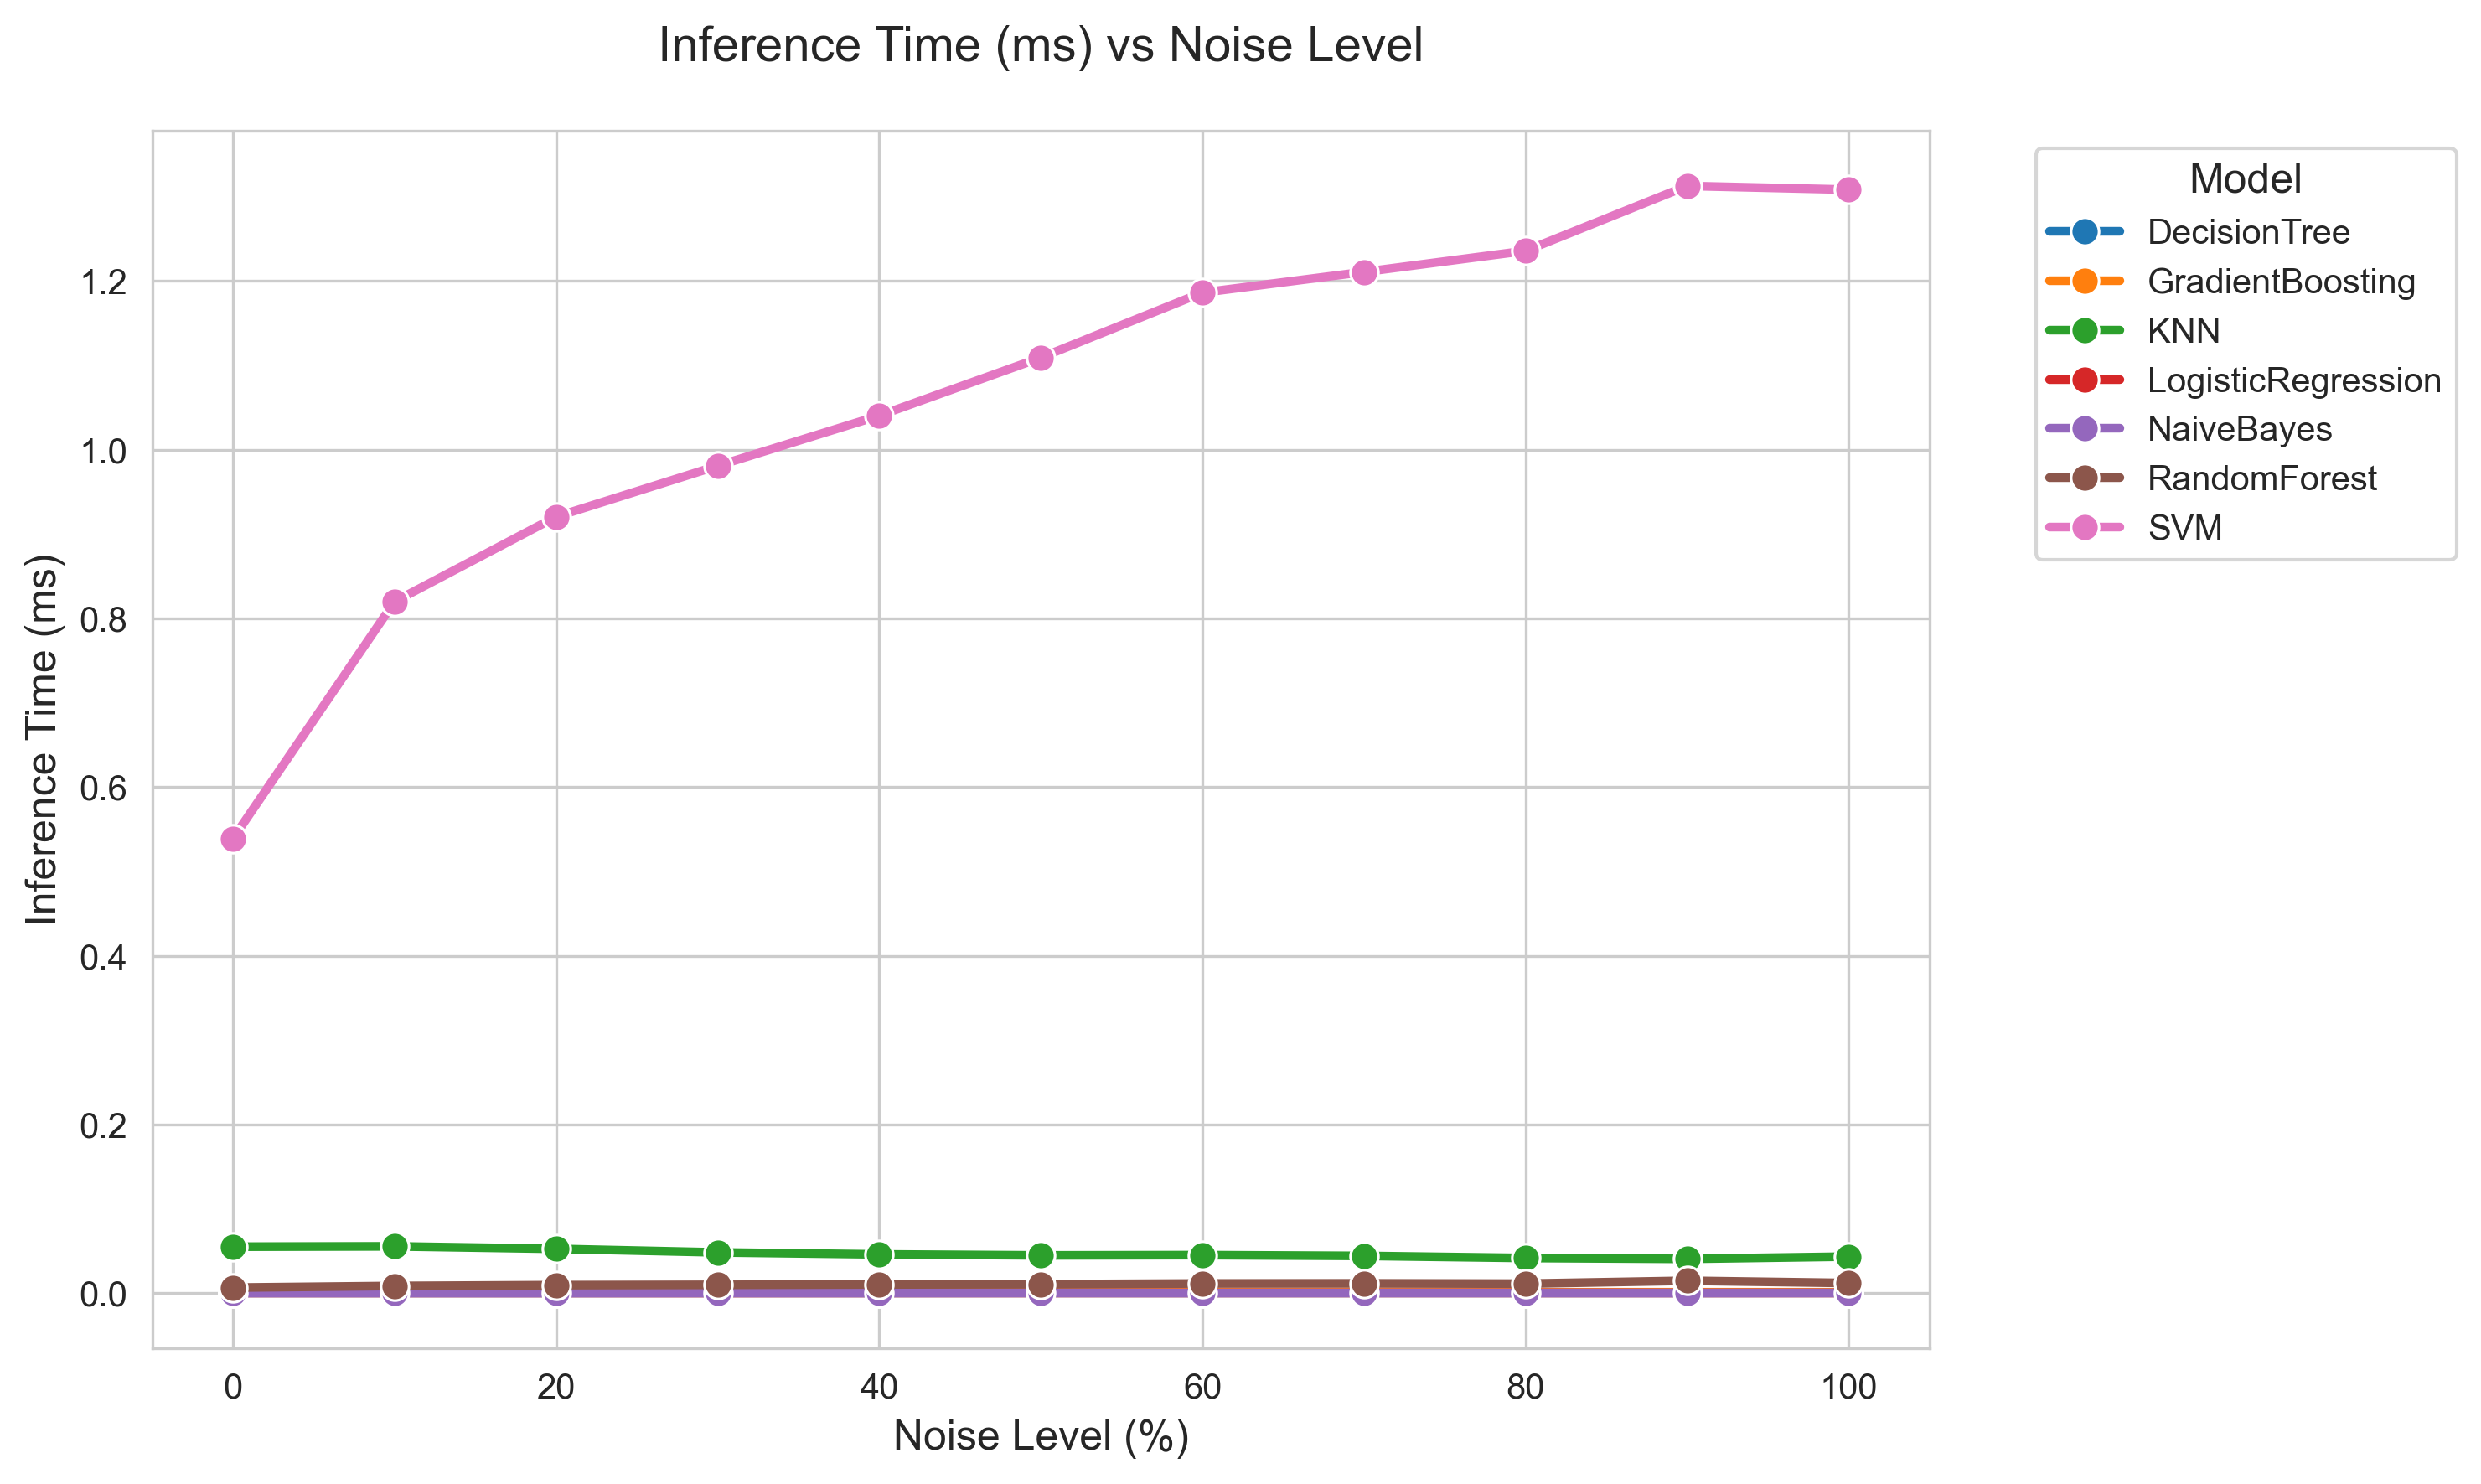 Inference Time (ms) vs Noise Level
Inference Time (ms)
1.2
1.0
0.8
0.6
0.4
0.2
0.0
0 20 40 60 80 100
Noise Level (%)
Model
DecisionTree
GradientBoosting
KNN
LogisticRegression
NaiveBayes
RandomForest
SVM